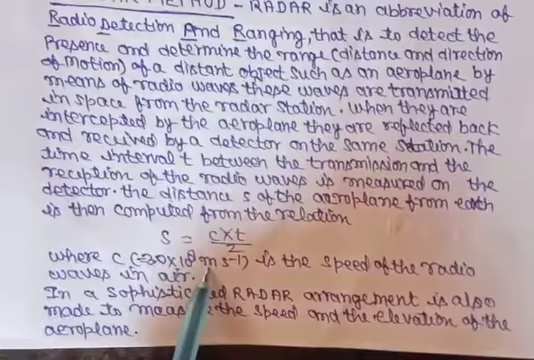 METHOD - RADAR is an abbreviation of
Radio Detection And Ranging, that is to detect the
Presence and determine the range (distance and direction
of motion) of a distant object such as an aeroplane by
means of radio waves these waves are transmitted
in space from the radar station. when they are
intercepted by the aeroplane they are reflected back
and received by a detector on the same station. The
time interval t between the transmission and the
reception of the radio waves is measured on the
detector. the distance s of the aeroplane from earth
is then computed from the relation
S = c×t/2
where c (=3.0×10⁸ m s-1) is the speed of the radio
waves in air.
In a sophistic ed RADAR arrangement is also
made to meas the speed and the elevation of the
aeroplane.